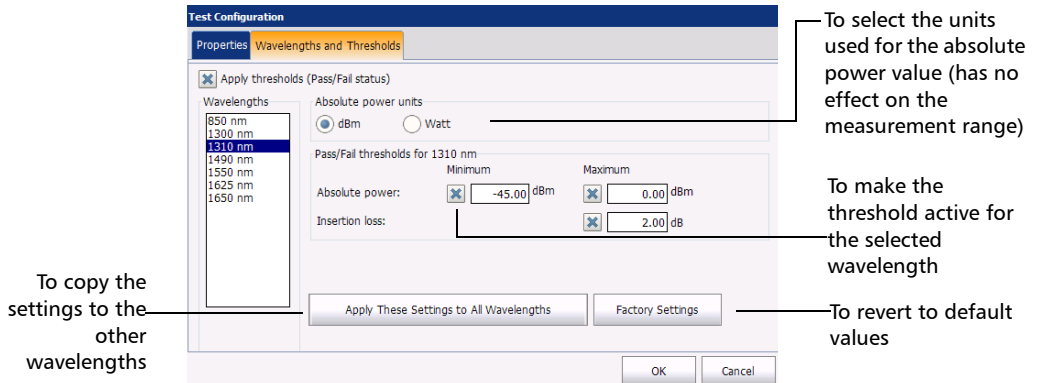 Test Configuration
Properties Wavelengths and Thresholds
Apply thresholds (Pass/Fail status)
Wavelengths
850 nm
1300 nm
1310 nm
1490 nm
1550 nm
1625 nm
1650 nm
Absolute power units
dBm Watt
Pass/Fail thresholds for 1310 nm
Minimum Maximum
Absolute power: -45.00 dBm 0.00 dBm
Insertion loss: 2.00 dB
Apply These Settings to All Wavelengths Factory Settings
OK Cancel
To select the units
used for the absolute
power value (has no
effect on the
measurement range)
To make the
threshold active for
the selected
wavelength
To revert to default
values
To copy the
settings to the
other
wavelengths